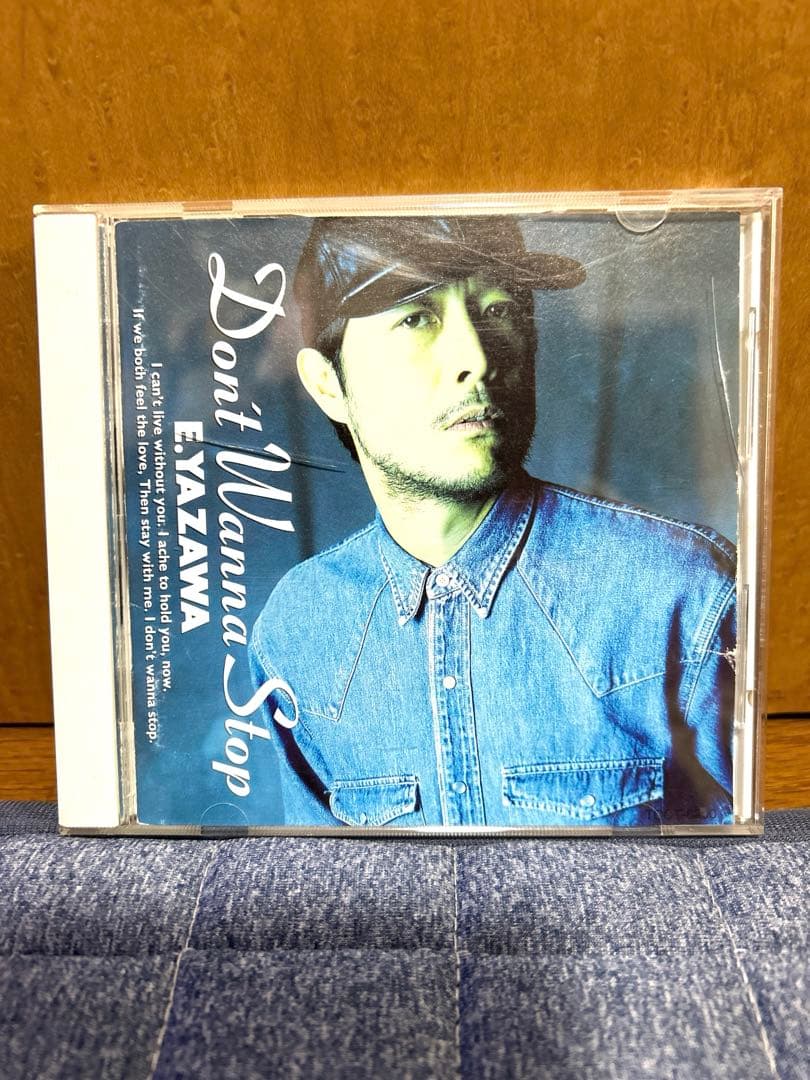 Don't Wanna Stop
E.YAZAWA
I can't live without you, I ache to hold you, now.
If we both feel the love, Then stay with me, I don't wanna stop.